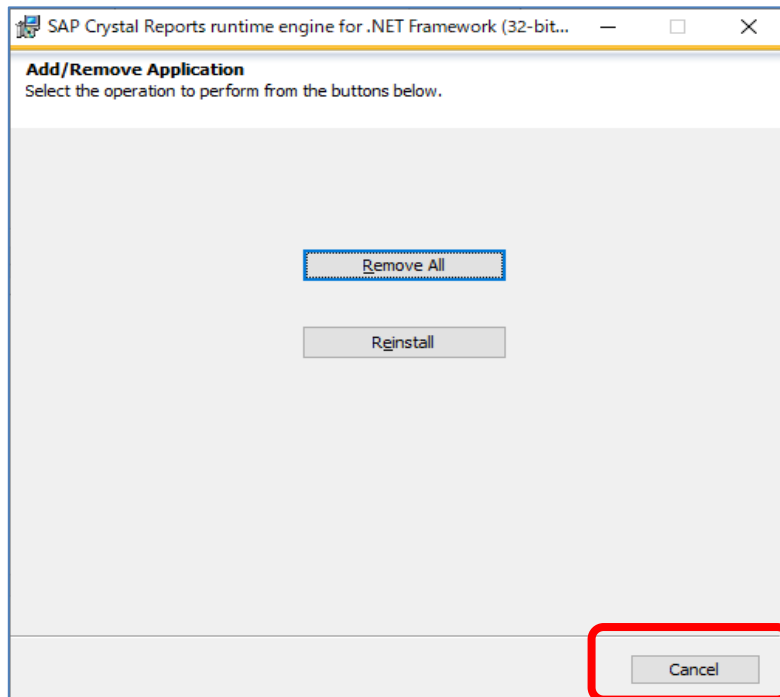 SAP Crystal Reports runtime engine for .NET Framework (32-bit...
Add/Remove Application
Select the operation to perform from the buttons below.
Remove All
Reinstall
Cancel